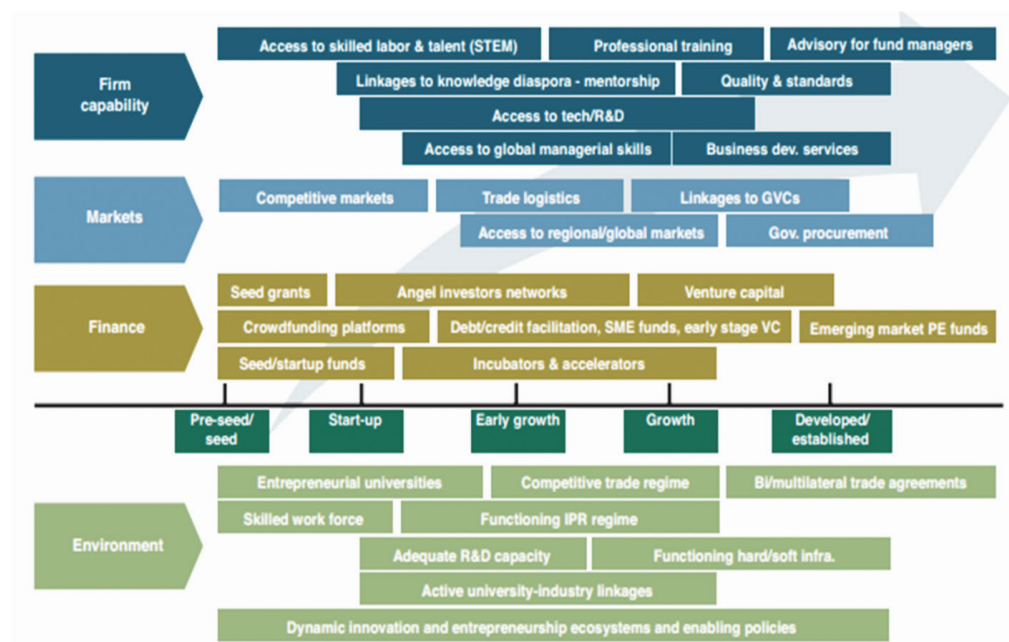 Firm
capability
Access to skilled labor & talent (STEM)
Professional training
Advisory for fund managers
Linkages to knowledge diaspora - mentorship
Quality & standards
Access to tech/R&D
Access to global managerial skills
Business dev. services
Markets
Competitive markets
Trade logistics
Linkages to GVCs
Access to regional/global markets
Gov. procurement
Finance
Seed grants
Angel investors networks
Venture capital
Crowdfunding platforms
Debt/credit facilitation, SME funds, early stage VC
Emerging market PE funds
Seed/startup funds
Incubators & accelerators
Pre-seed/
seed
Start-up
Early growth
Growth
Developed/
established
Environment
Entrepreneurial universities
Competitive trade regime
Bi/multilateral trade agreements
Skilled work force
Functioning IPR regime
Adequate R&D capacity
Functioning hard/soft infra.
Active university-industry linkages
Dynamic innovation and entrepreneurship ecosystems and enabling policies